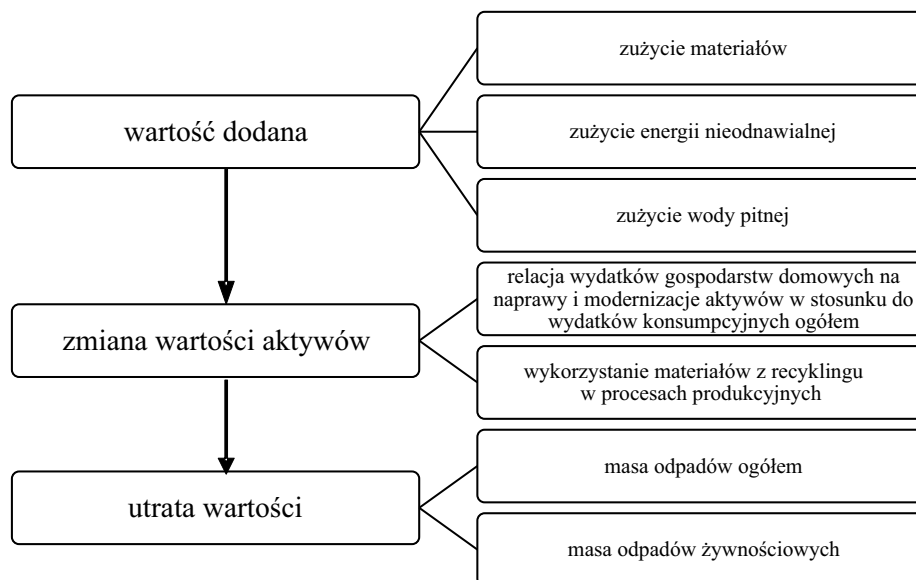 wartość dodana
zużycie materiałów
zużycie energii nieodnawialnej
zużycie wody pitnej
zmiana wartości aktywów
relacja wydatków gospodarstw domowych na
naprawy i modernizacje aktywów w stosunku do
wydatków konsumpcyjnych ogółem
wykorzystanie materiałów z recyklingu
w procesach produkcyjnych
utrata wartości
masa odpadów ogółem
masa odpadów żywnościowych